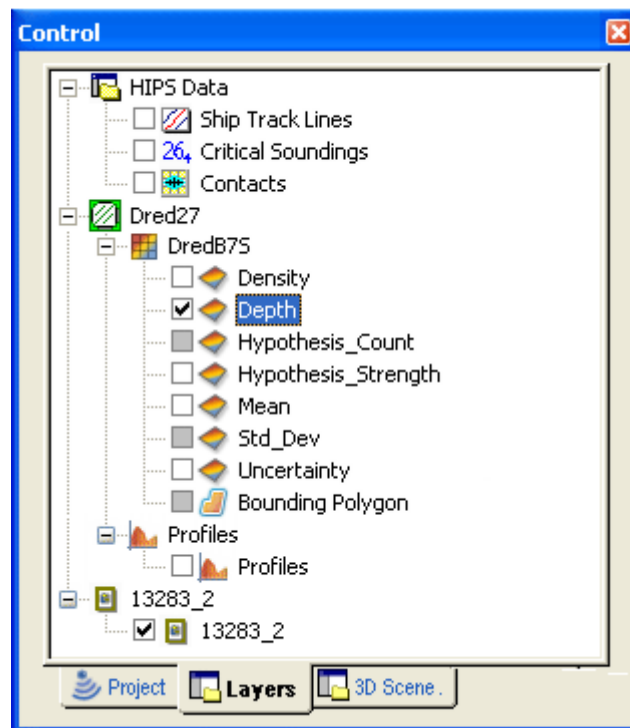 Control
HIPS Data
Ship Track Lines
26₄ Critical Soundings
Contacts
Dred27
DredB7S
Density
Depth
Hypothesis_Count
Hypothesis_Strength
Mean
Std_Dev
Uncertainty
Bounding Polygon
Profiles
Profiles
13283_2
13283_2
Project Layers 3D Scene .